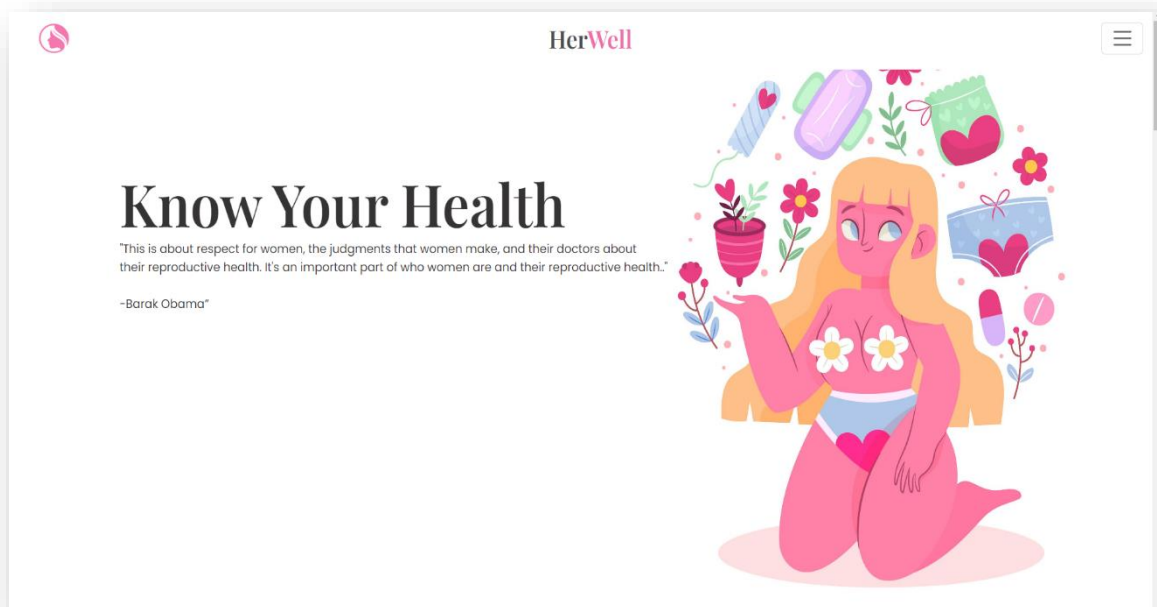 HerWell
Know Your Health
"This is about respect for women, the judgments that women make, and their doctors about
their reproductive health. It's an important part of who women are and their reproductive health.."
-Barak Obama"